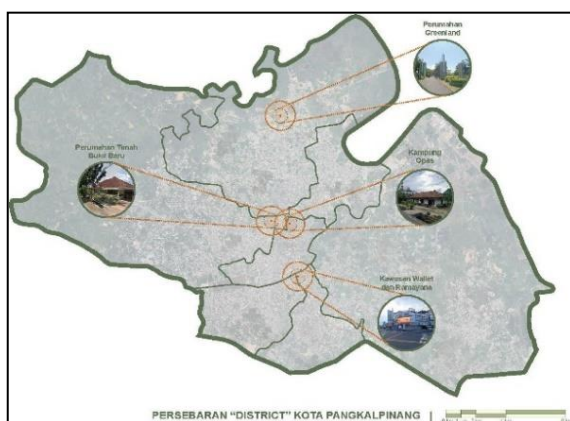 Perumahan
Greenland
Perumahan Tanah
Bukit Baru
Kampung
Opas
Kawasan Wallet
dan Ramayana
PERSEBARAN "DISTRICT" KOTA PANGKALPINANG